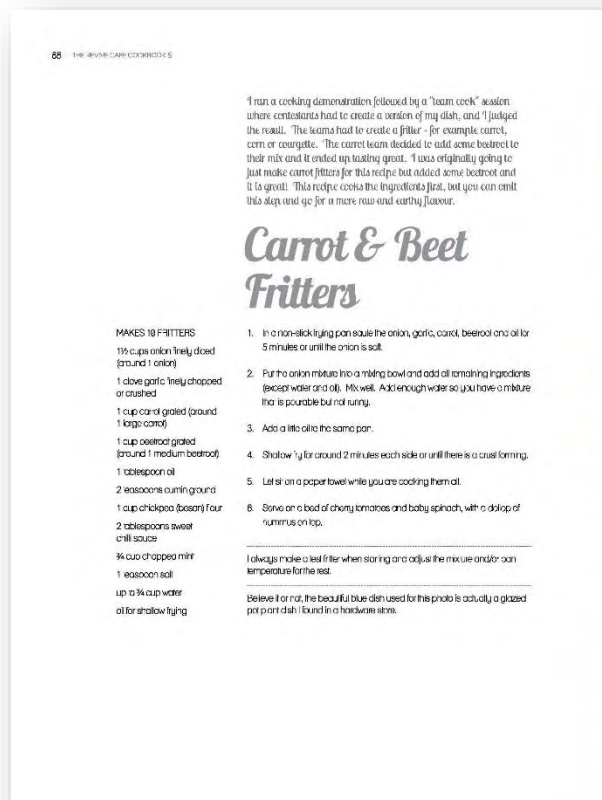 88 THE REVIVE CAFE COOKBOOK 5
I ran a cooking demonstration followed by a "team cook" session
where contestants had to create a version of my dish, and I judged
the result. The teams had to create a fritter - for example carrot,
corn or courgette. The carrot team decided to add some beetroot to
their mix and it ended up tasting great. I was originally going to
just make carrot fritters for this recipe but added some beetroot and
it is great! This recipe cooks the ingredients first, but you can omit
this step and go for a more raw and earthy flavour.
Carrot & Beet
Fritters
MAKES 10 FRITTERS
1½ cups onion finely diced
(around 1 onion)
1 clove garlic finely chopped
or crushed
1 cup carrot grated (around
1 large carrot)
1 cup beetroot grated
(around 1 medium beetroot)
1 tablespoon oil
2 teaspoons cumin ground
1 cup chickpea (besan) flour
2 tablespoons sweet
chilli sauce
¾ cup chopped mint
1 teaspoon salt
up to ¾ cup water
oil for shallow frying
1. In a non-stick frying pan saute the onion, garlic, carrot, beetroot and oil for
5 minutes or until the onion is soft.
2. Put the onion mixture into a mixing bowl and add all remaining ingredients
(except water and oil). Mix well. Add enough water so you have a mixture
that is pourable but not runny.
3. Add a little oil to the same pan.
4. Shallow fry for around 2 minutes each side or until there is a crust forming.
5. Let sit on a paper towel while you are cooking them all.
6. Serve on a bed of cherry tomatoes and baby spinach, with a dollop of
hummus on top.
I always make a test fritter when starting and adjust the mixture and/or pan
temperature for the rest.
Believe it or not, the beautiful blue dish used for this photo is actually a glazed
pot plant dish I found in a hardware store.